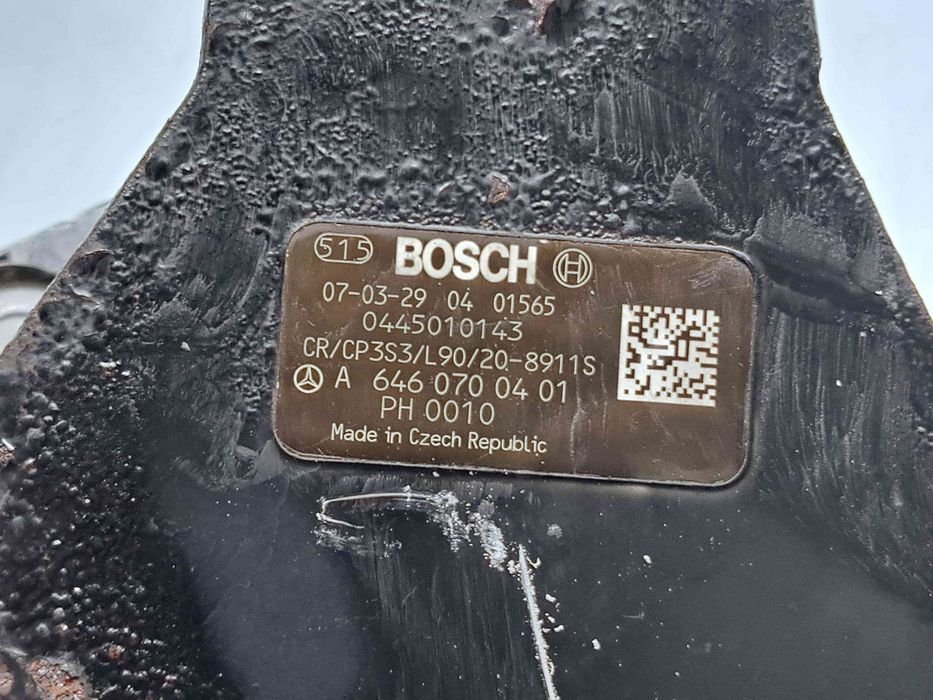 515 BOSCH
07-03-29 04 01565
0445010143
CR/CP3S3/L90/20-8911S
A 646 070 04 01
PH 0010
Made in Czech Republic